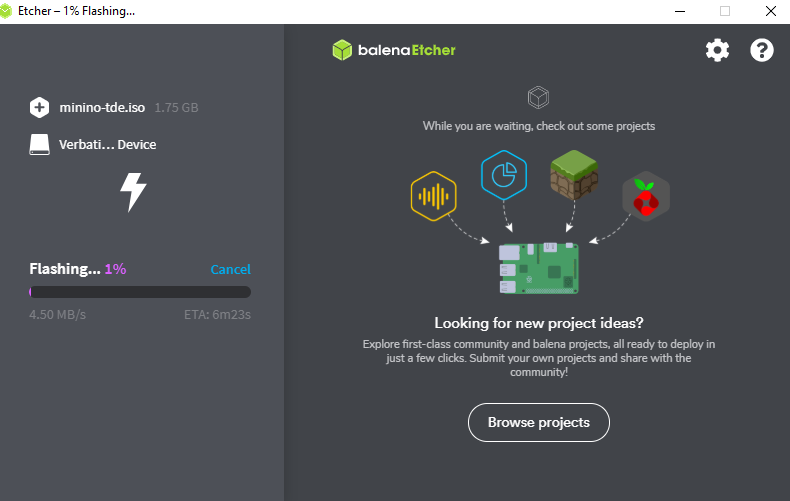 Etcher – 1% Flashing...
balenaEtcher
minino-tde.iso 1.75 GB
Verbati... Device
Flashing... 1% Cancel
4.50 MB/s ETA: 6m23s
While you are waiting, check out some projects
Looking for new project ideas?
Explore first-class community and balena projects, all ready to deploy in
just a few clicks. Submit your own projects and share with the
community!
Browse projects